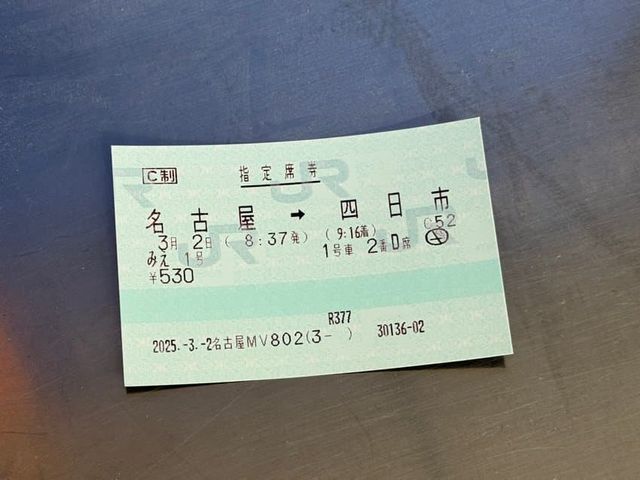 C制 指定席券
名古屋 ➡ 四日市
3月 2日 ( 8:37発) (9:16着) C52
みえ 1号 1号車 2番D席
¥530
R377
2025.-3.-2名古屋MV802(3- ) 30136-02